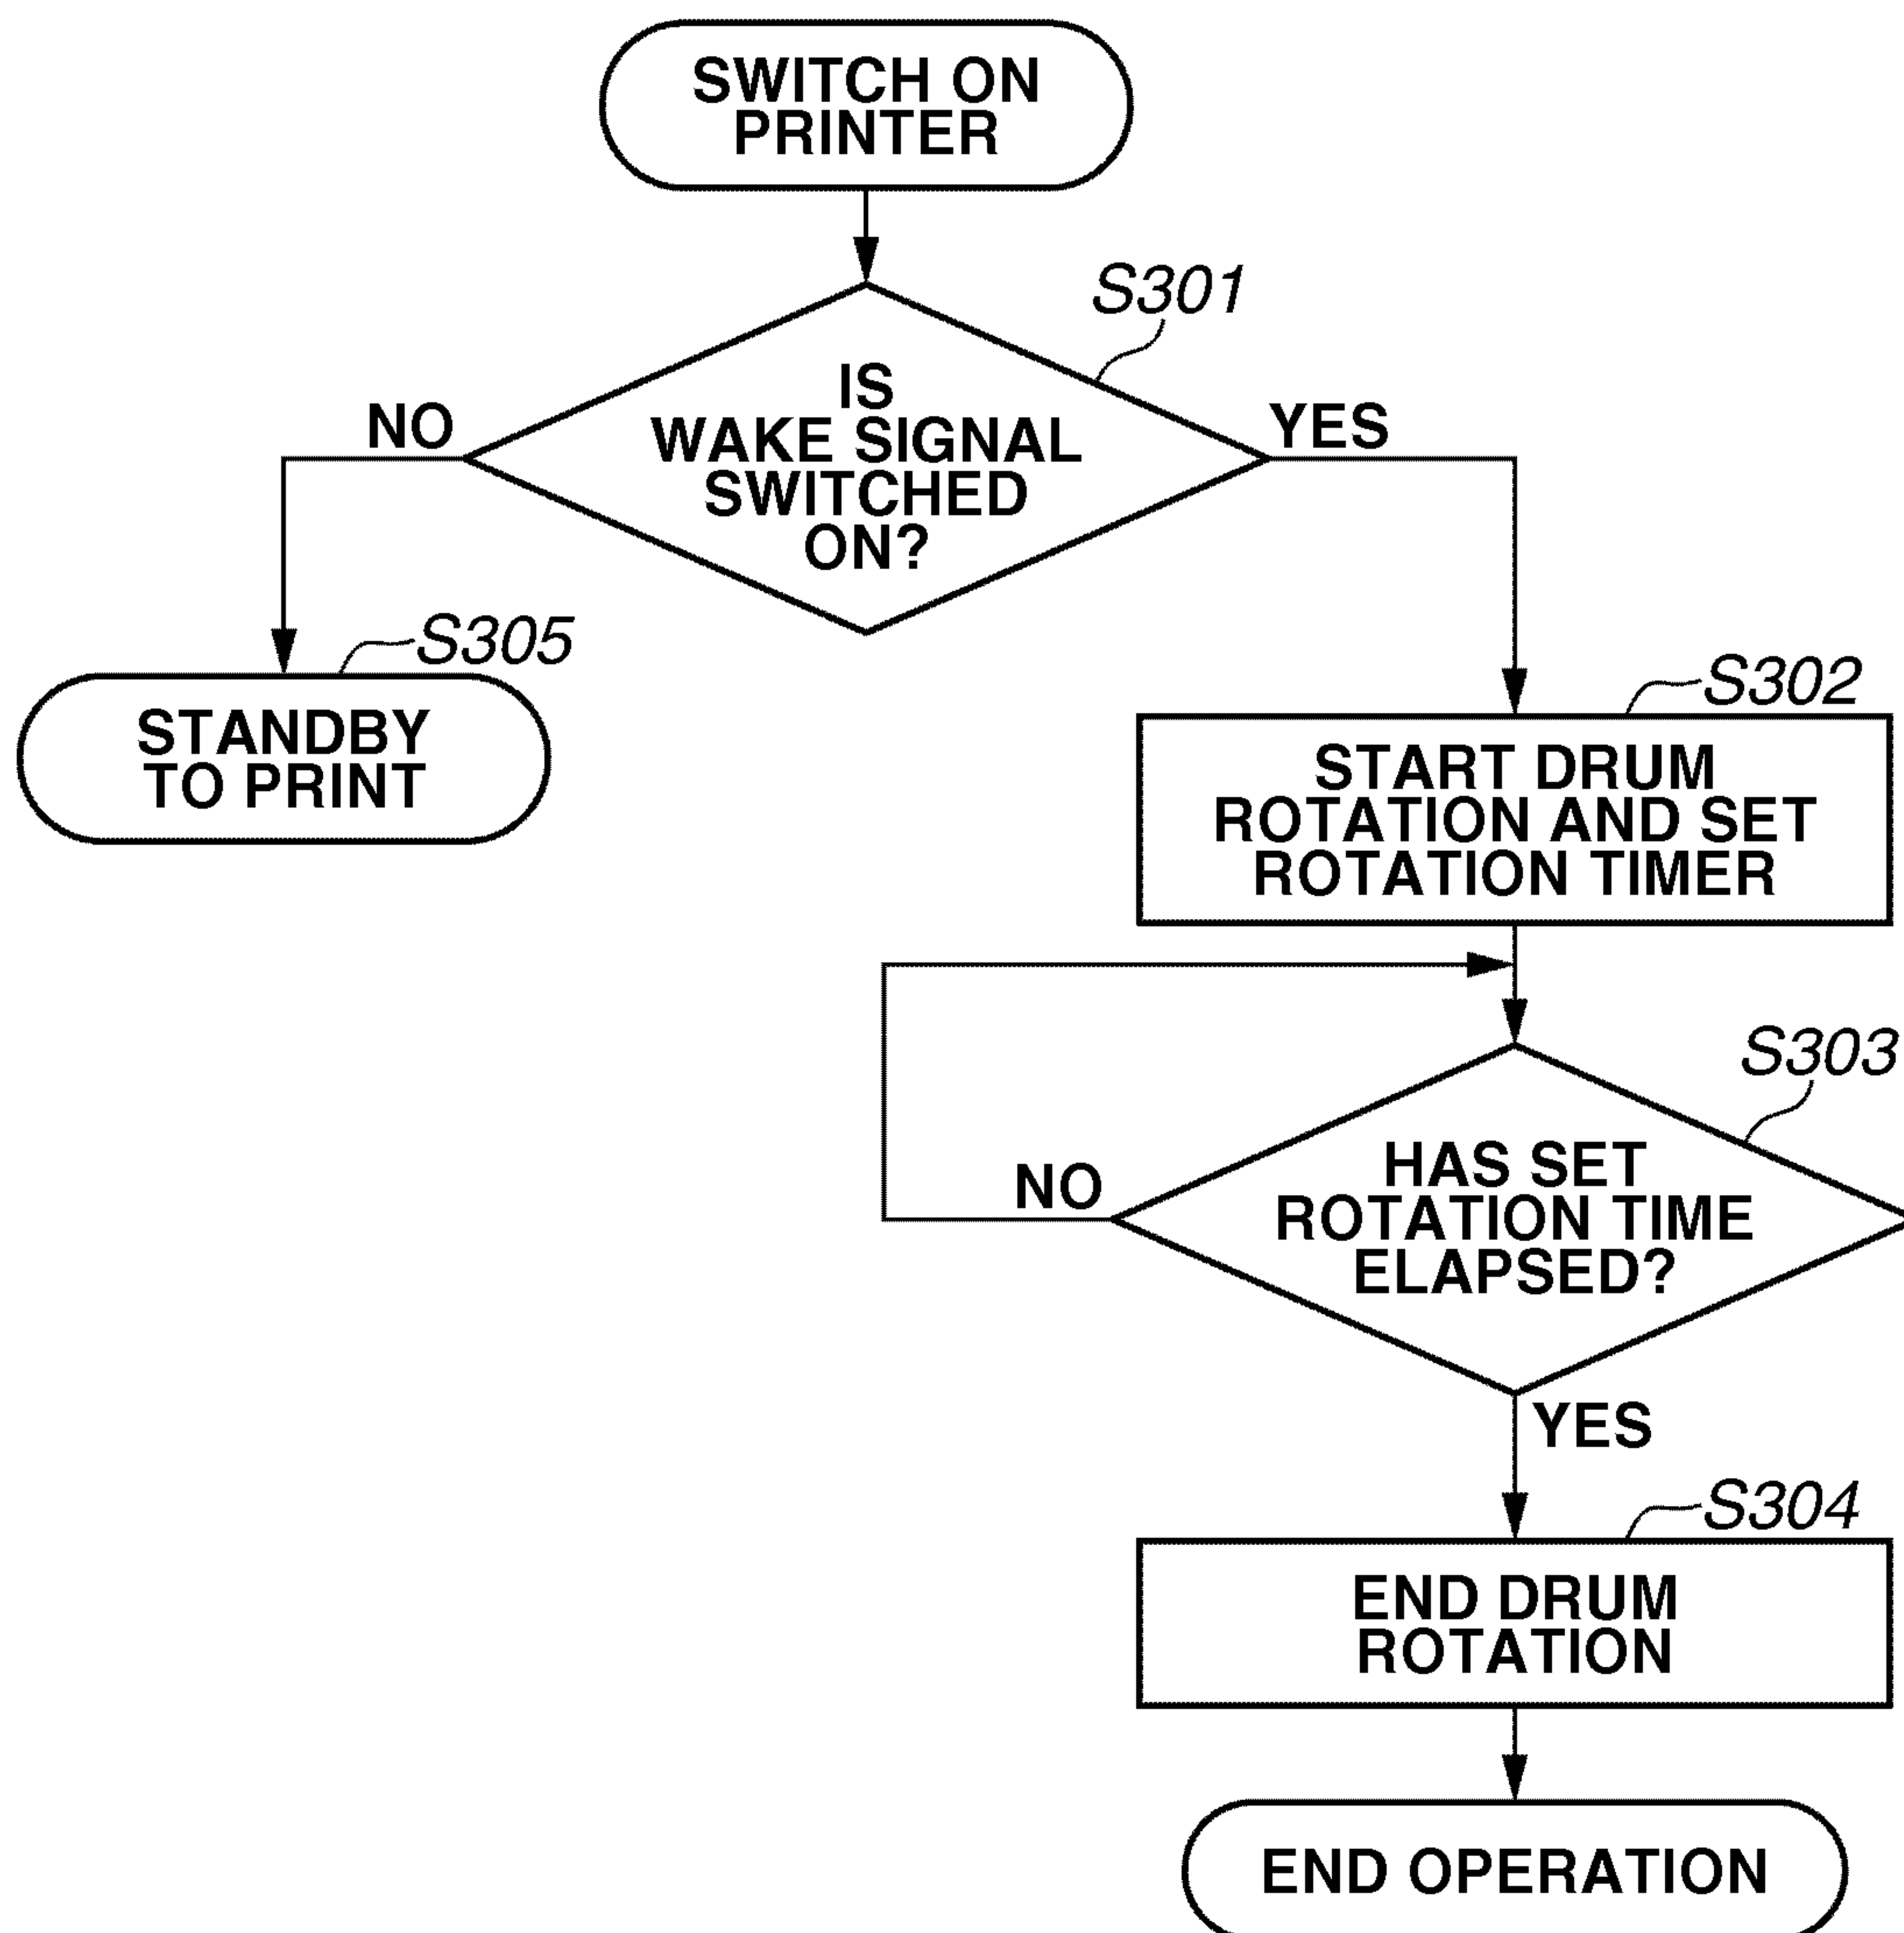 SWITCH ON
PRINTER
S301
IS
WAKE SIGNAL
SWITCHED
ON?
NO
YES
S305
STANDBY
TO PRINT
S302
START DRUM
ROTATION AND SET
ROTATION TIMER
S303
HAS SET
ROTATION TIME
ELAPSED?
NO
YES
S304
END DRUM
ROTATION
END OPERATION